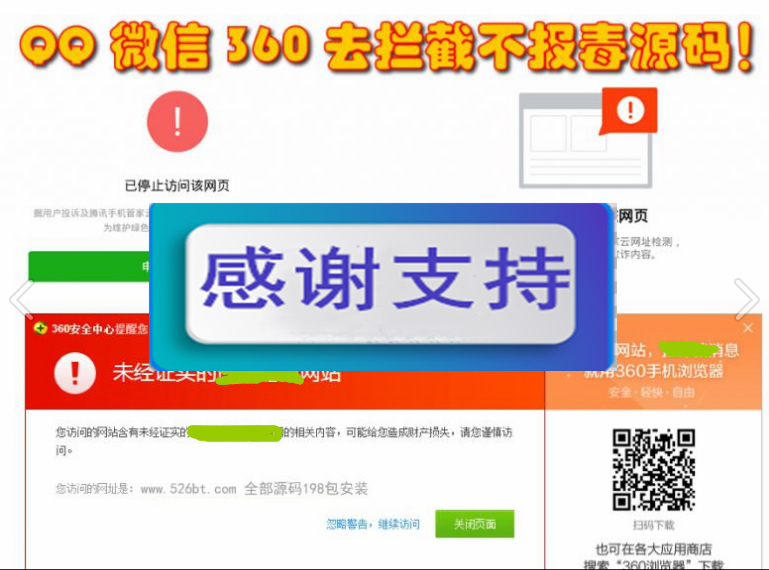 QQ 微信 360 去拦截不报毒源码!
已停止访问该网页
据用户投诉及腾讯手机管家
为维护绿色
网页
云网址检测，
诈内容。
感谢支持
360安全中心提醒您
未经证实的
网站
网站，
消息
就用360手机浏览器
安全·轻快·自由
您访问的网站含有未经证实的
的相关内容，可能给您造成财产损失，请您谨慎访
问。
您访问的网址是：www.526bt.com 全部源码198包安装
忽略警告，继续访问
关闭页面
扫码下载
也可在各大应用商店
搜索“360浏览器”下载